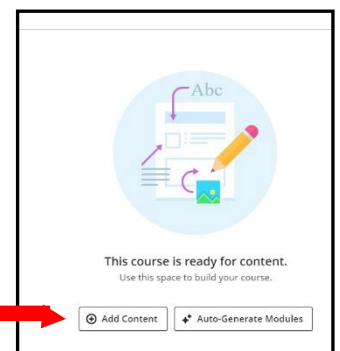 Abc
This course is ready for content.
Use this space to build your course.
Add Content Auto-Generate Modules